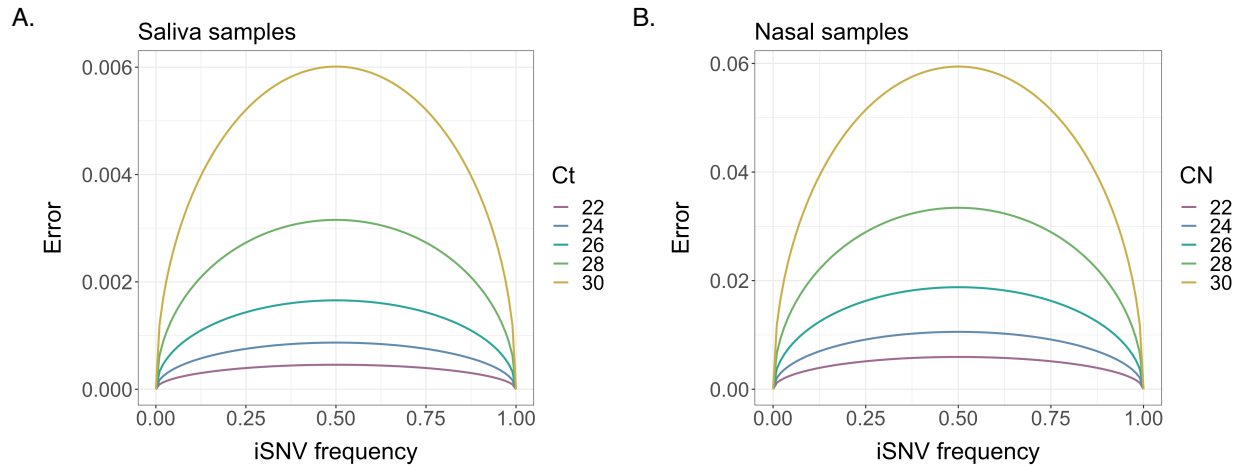 A.
Saliva samples
0.006
0.004
0.002
0.000
Error
0.00 0.25 0.50 0.75 1.00
iSNV frequency
Ct
22
24
26
28
30
B.
Nasal samples
0.06
0.04
0.02
0.00
Error
0.00 0.25 0.50 0.75 1.00
iSNV frequency
CN
22
24
26
28
30